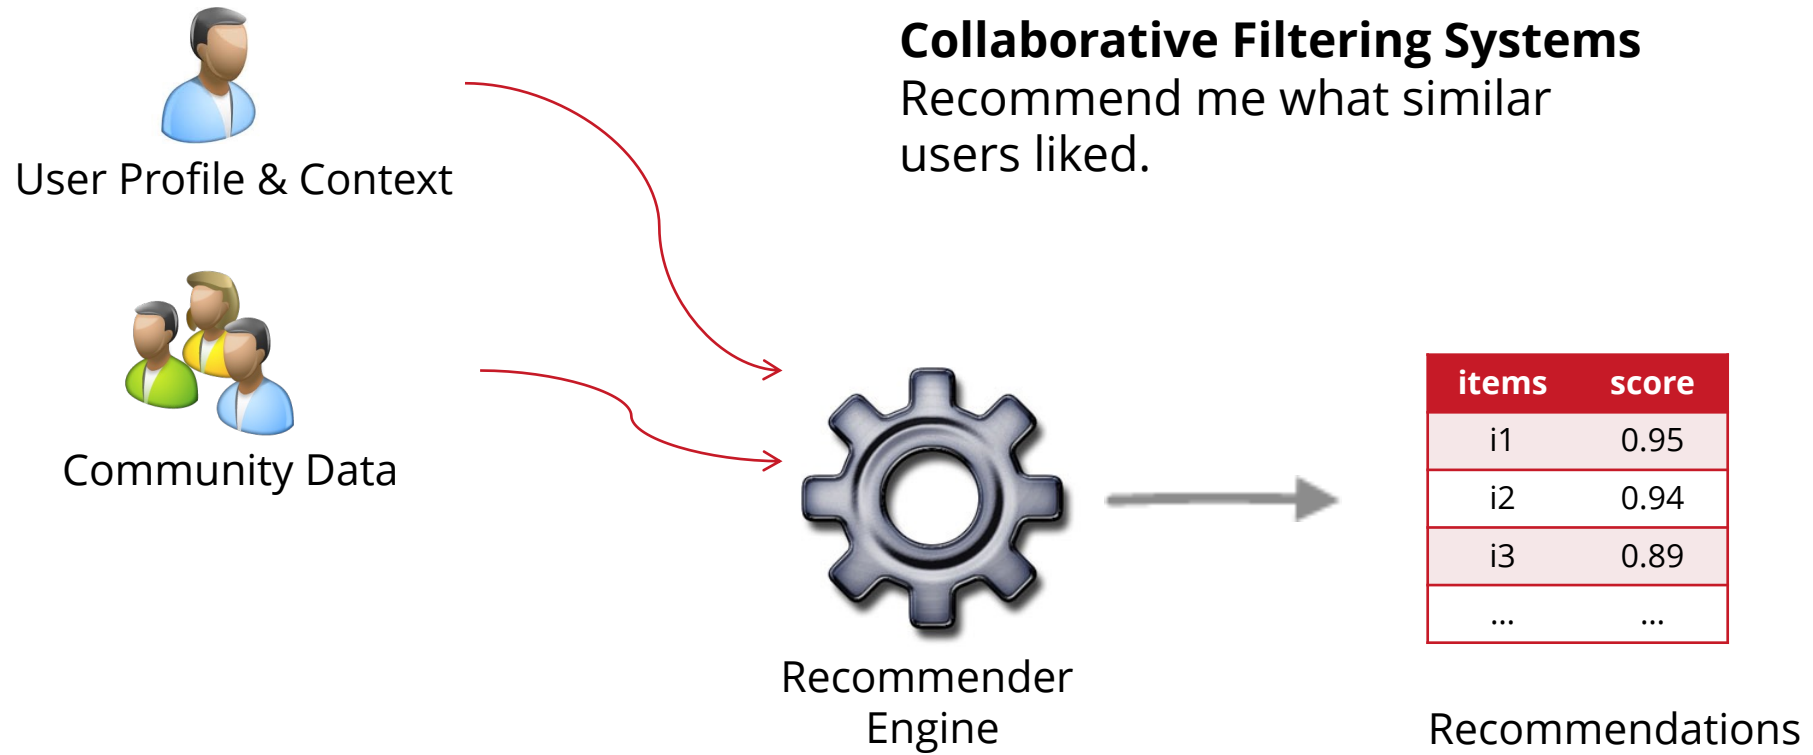 Collaborative Filtering Systems
Recommend me what similar
users liked.
User Profile & Context
Community Data
Recommender
Engine
items score
i1 0.95
i2 0.94
i3 0.89
... ...
Recommendations